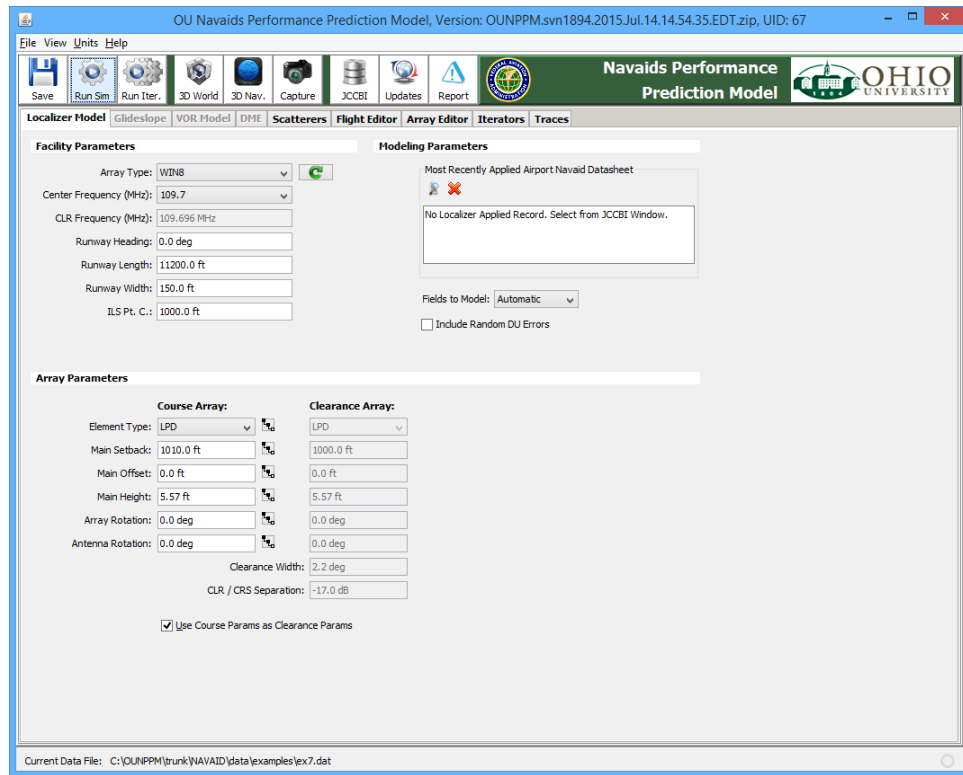 OU Navaids Performance Prediction Model, Version: OUNPPM.svn1894.2015.Jul.14.14.54.35.EDT.zip, UID: 67
File View Units Help
Save Run Sim Run Iter. 3D World 3D Nav. Capture JCCBI Updates Report
Navaids Performance
Prediction Model
OHIO
UNIVERSITY
Localizer Model Glideslope VOR Model DME Scatterers Flight Editor Array Editor Iterators Traces
Facility Parameters
Array Type: WIN8
Center Frequency (MHz): 109.7
CLR Frequency (MHz): 109.696 MHz
Runway Heading: 0.0 deg
Runway Length: 11200.0 ft
Runway Width: 150.0 ft
ILS Pt. C.: 1000.0 ft
Modeling Parameters
Most Recently Applied Airport Navaid Datasheet
No Localizer Applied Record. Select from JCCBI Window.
Fields to Model: Automatic
Include Random DU Errors
Array Parameters
Course Array: Clearance Array:
Element Type: LPD LPD
Main Setback: 1010.0 ft 1000.0 ft
Main Offset: 0.0 ft 0.0 ft
Main Height: 5.57 ft 5.57 ft
Array Rotation: 0.0 deg 0.0 deg
Antenna Rotation: 0.0 deg 0.0 deg
Clearance Width: 2.2 deg
CLR / CRS Separation: -17.0 dB
Use Course Params as Clearance Params
Current Data File: C:\OUNPPM\trunk\NAVAID\data\examples\ex7.dat